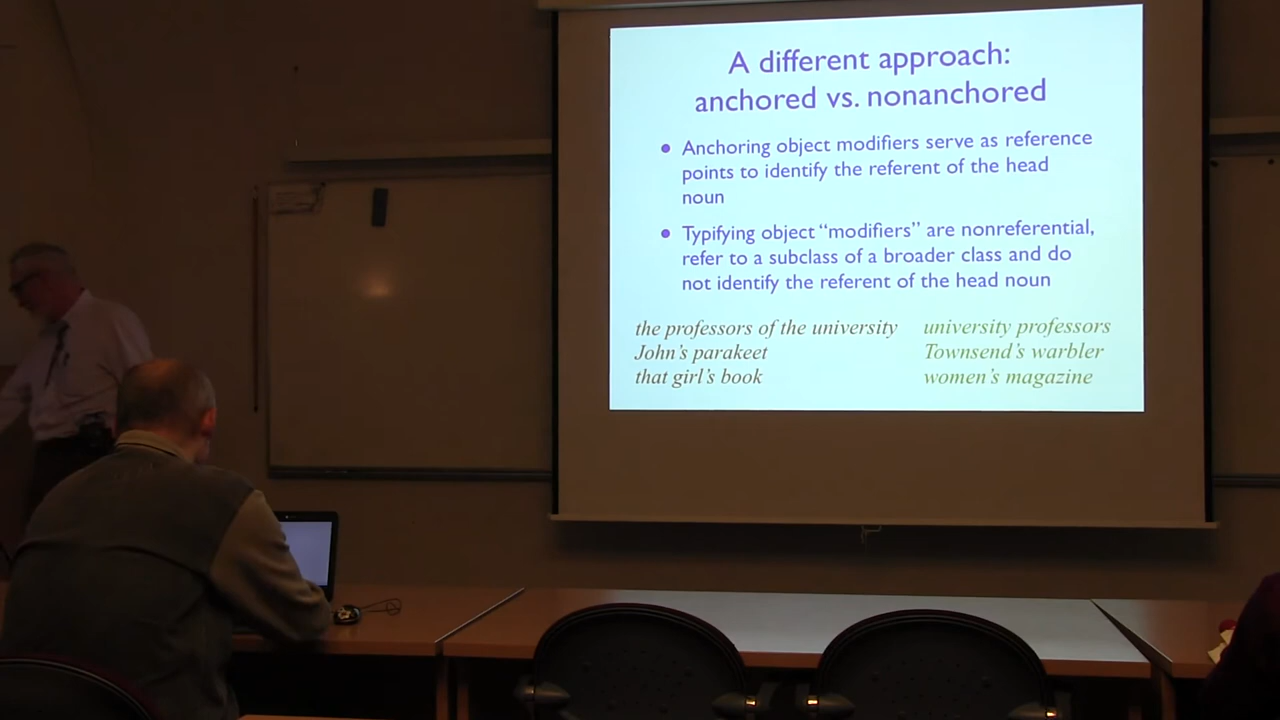 A different approach:
anchored vs. nonanchored
Anchoring object modifiers serve as reference
points to identify the referent of the head
noun
Typifying object “modifiers” are nonreferential,
refer to a subclass of a broader class and do
not identify the referent of the head noun
the professors of the university
John’s parakeet
that girl’s book
university professors
Townsend’s warbler
women’s magazine